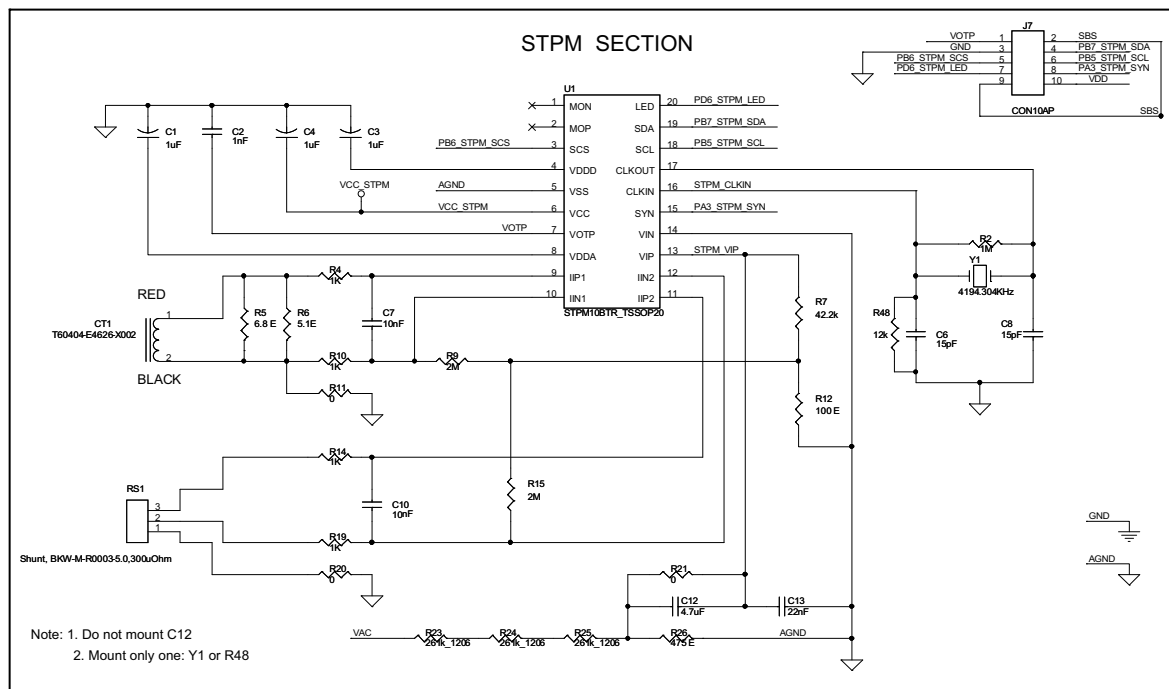 STPM SECTION
J7
VOTP 1 2 SBS
GND 3 4 PB7_STPM_SDA
PB6_STPM_SCS 5 6 PB5_STPM_SCL
PD6_STPM_LED 7 8 PA3_STPM_SYN
9 10 VDD
CON10AP SBS
U1
1 MON LED 20 PD6_STPM_LED
2 MOP SDA 19 PB7_STPM_SDA
PB6_STPM_SCS 3 SCS SCL 18 PB5_STPM_SCL
4 VDDD CLKOUT 17
AGND 5 VSS CLKIN 16 STPM_CLKIN
VCC_STPM 6 VCC SYN 15 PA3_STPM_SYN
VOTP 7 VOTP VIN 14
8 VDDA VIP 13 STPM_VIP
9 IIP1 IIN2 12
10 IIN1 IIP2 11
STPM10BTR_TSSOP20
C1
1uF
C2
1nF
C4
1uF
C3
1uF
VCC_STPM
R2
1M
Y1
4194.304KHz
R48
12k
C6
15pF
C8
15pF
RED
CT1
T60404-E4626-X002
1
2
BLACK
R4
1K
R5
6.8 E
R6
5.1E
C7
10nF
R10
1K
R9
2M
R11
0
R7
42.2k
R12
100 E
R14
1K
RS1
3
2
1
C10
10nF
R15
2M
R19
1K
Shunt, BKW-M-R0003-5.0,300uOhm
R20
0
R21
0
C12
4.7uF
C13
22nF
VAC
R23
261k_1206
R24
261k_1206
R25
261k_1206
R26
475 E
AGND
GND
AGND
Note: 1. Do not mount C12
2. Mount only one: Y1 or R48